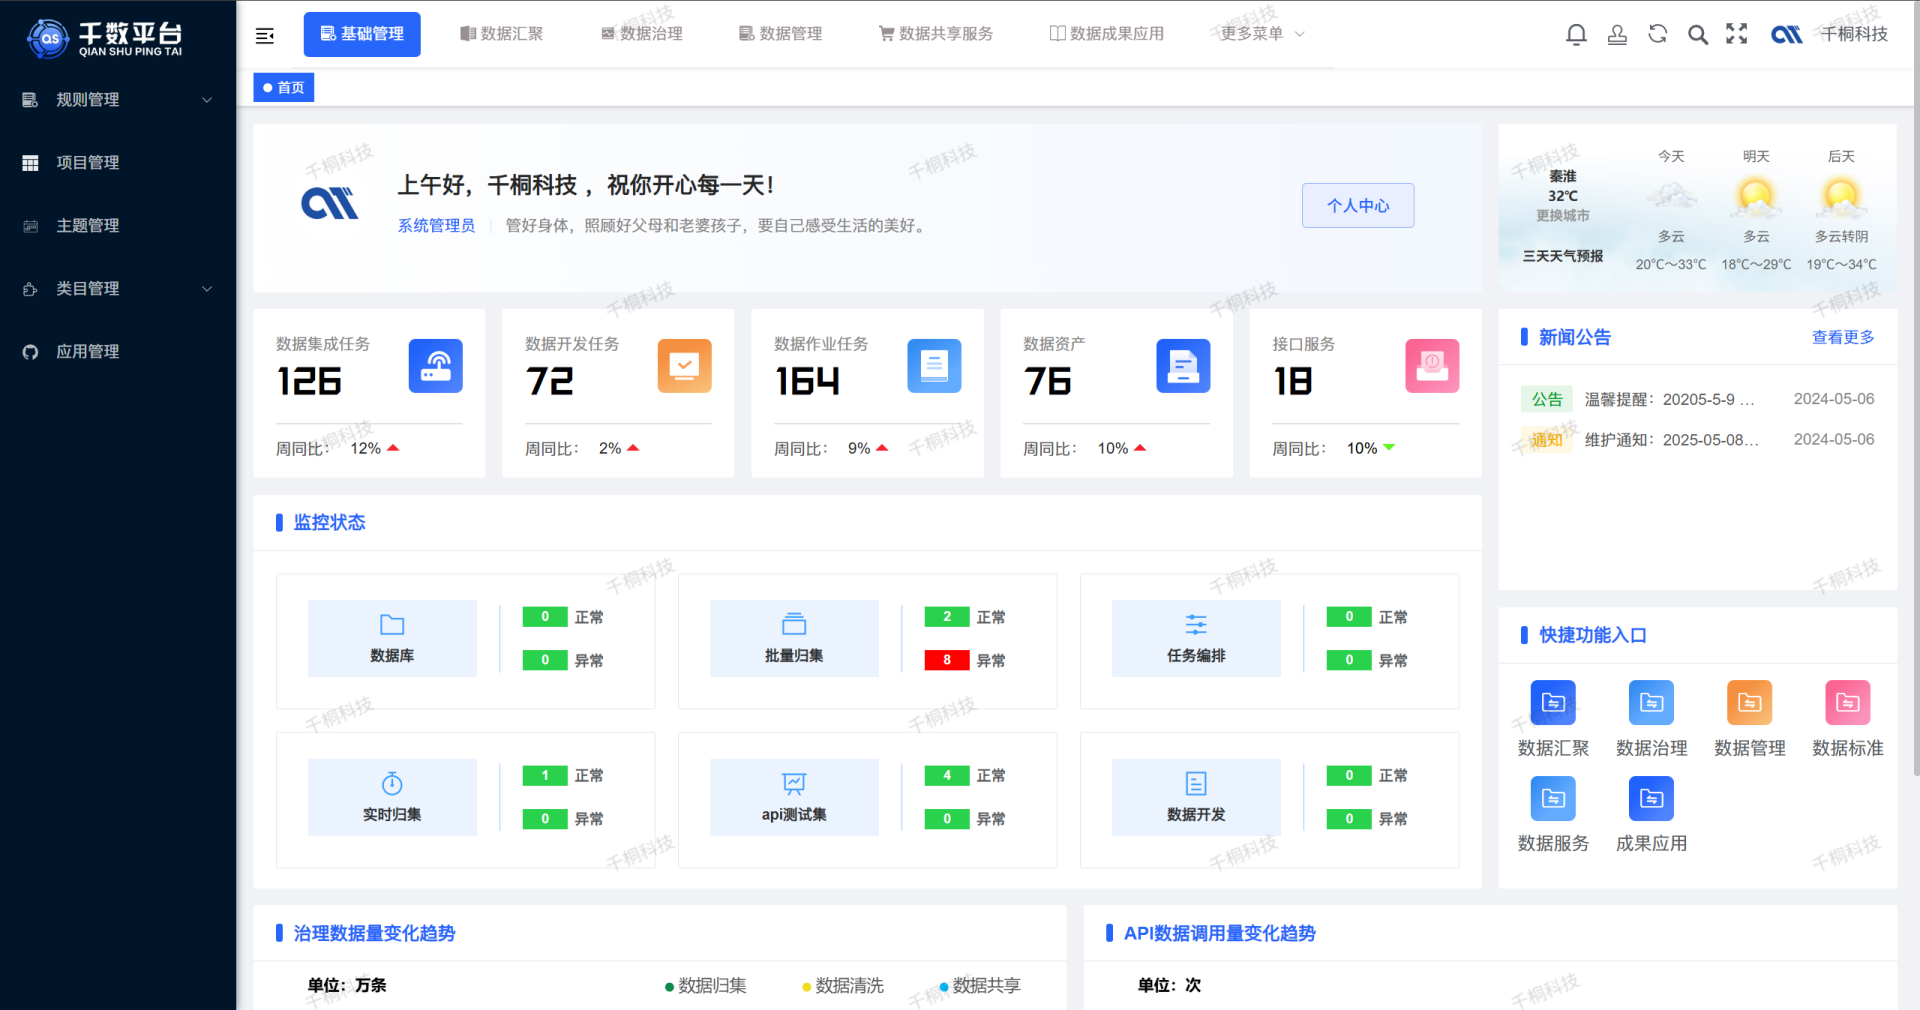 千数平台
QIAN SHU PING TAI
规则管理
项目管理
主题管理
类目管理
应用管理
基础管理
数据汇聚
数据治理
数据管理
数据共享服务
数据成果应用
更多菜单
千桐科技
首页
上午好，千桐科技 ，祝你开心每一天！
系统管理员
管好身体，照顾好父母和老婆孩子，要自己感受生活的美好。
个人中心
秦淮
32℃
更换城市
三天天气预报
今天
多云
20℃～33℃
明天
多云
18℃～29℃
后天
多云转阴
19℃～34℃
数据集成任务
126
周同比： 12%
数据开发任务
72
周同比： 2%
数据作业任务
164
周同比： 9%
数据资产
76
周同比： 10%
接口服务
18
周同比： 10%
新闻公告
查看更多
公告 温馨提醒：20205-5-9 ... 2024-05-06
通知 维护通知：2025-05-08... 2024-05-06
监控状态
数据库
0 正常
0 异常
批量归集
2 正常
8 异常
任务编排
0 正常
0 异常
实时归集
1 正常
0 异常
api测试集
4 正常
0 异常
数据开发
0 正常
0 异常
快捷功能入口
数据汇聚
数据治理
数据管理
数据标准
数据服务
成果应用
治理数据量变化趋势
单位：万条
数据归集
数据清洗
数据共享
API数据调用量变化趋势
单位：次